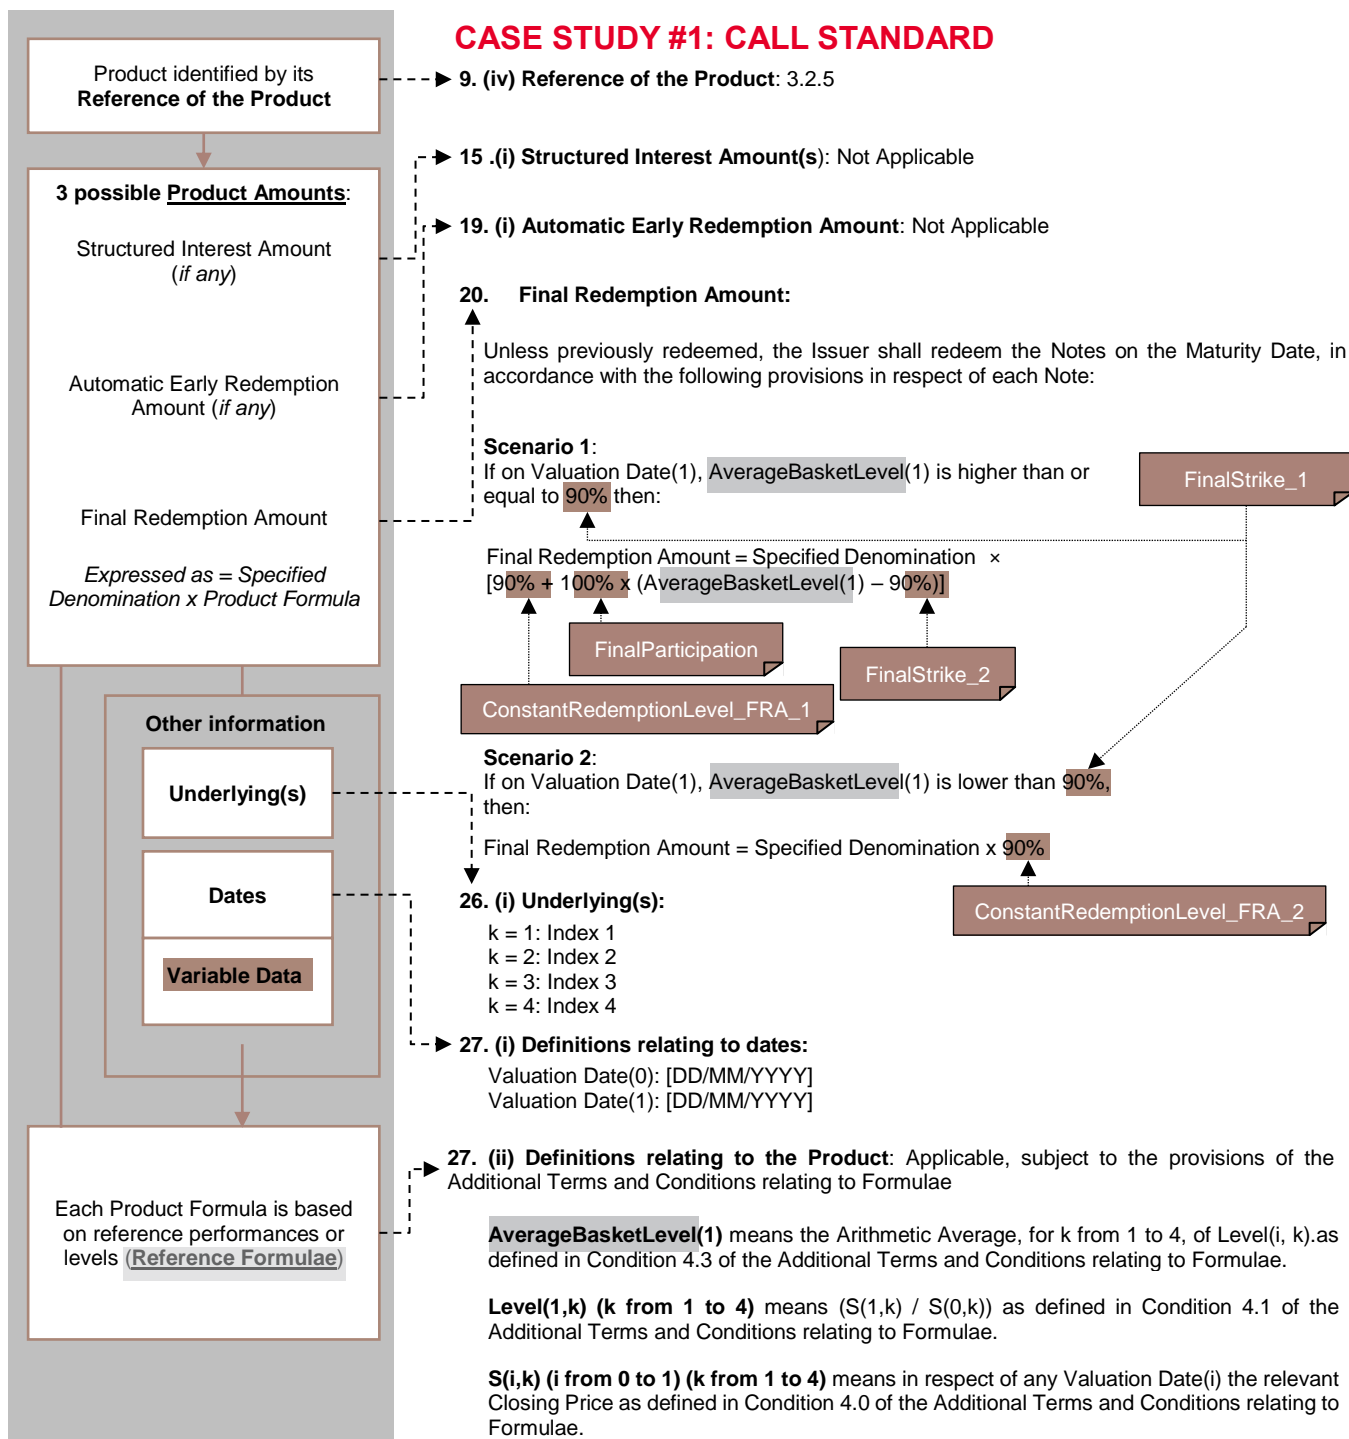 CASE STUDY #1: CALL STANDARD
Product identified by its
Reference of the Product
9. (iv) Reference of the Product: 3.2.5
15 .(i) Structured Interest Amount(s): Not Applicable
3 possible Product Amounts:
19. (i) Automatic Early Redemption Amount: Not Applicable
Structured Interest Amount
(if any)
Automatic Early Redemption
Amount (if any)
Final Redemption Amount
Expressed as = Specified
Denomination x Product Formula
20. Final Redemption Amount:
Unless previously redeemed, the Issuer shall redeem the Notes on the Maturity Date, in
accordance with the following provisions in respect of each Note:
Scenario 1:
If on Valuation Date(1), AverageBasketLevel(1) is higher than or
equal to 90% then:
FinalStrike_1
Final Redemption Amount = Specified Denomination ×
[90% + 100% x (AverageBasketLevel(1) – 90%)]
FinalParticipation
FinalStrike_2
ConstantRedemptionLevel_FRA_1
Scenario 2:
If on Valuation Date(1), AverageBasketLevel(1) is lower than 90%,
then:
Final Redemption Amount = Specified Denomination x 90%
ConstantRedemptionLevel_FRA_2
Other information
Underlying(s)
Dates
Variable Data
26. (i) Underlying(s):
k = 1: Index 1
k = 2: Index 2
k = 3: Index 3
k = 4: Index 4
27. (i) Definitions relating to dates:
Valuation Date(0): [DD/MM/YYYY]
Valuation Date(1): [DD/MM/YYYY]
Each Product Formula is based
on reference performances or
levels (Reference Formulae)
27. (ii) Definitions relating to the Product: Applicable, subject to the provisions of the
Additional Terms and Conditions relating to Formulae
AverageBasketLevel(1) means the Arithmetic Average, for k from 1 to 4, of Level(i, k).as
defined in Condition 4.3 of the Additional Terms and Conditions relating to Formulae.
Level(1,k) (k from 1 to 4) means (S(1,k) / S(0,k)) as defined in Condition 4.1 of the
Additional Terms and Conditions relating to Formulae.
S(i,k) (i from 0 to 1) (k from 1 to 4) means in respect of any Valuation Date(i) the relevant
Closing Price as defined in Condition 4.0 of the Additional Terms and Conditions relating to
Formulae.